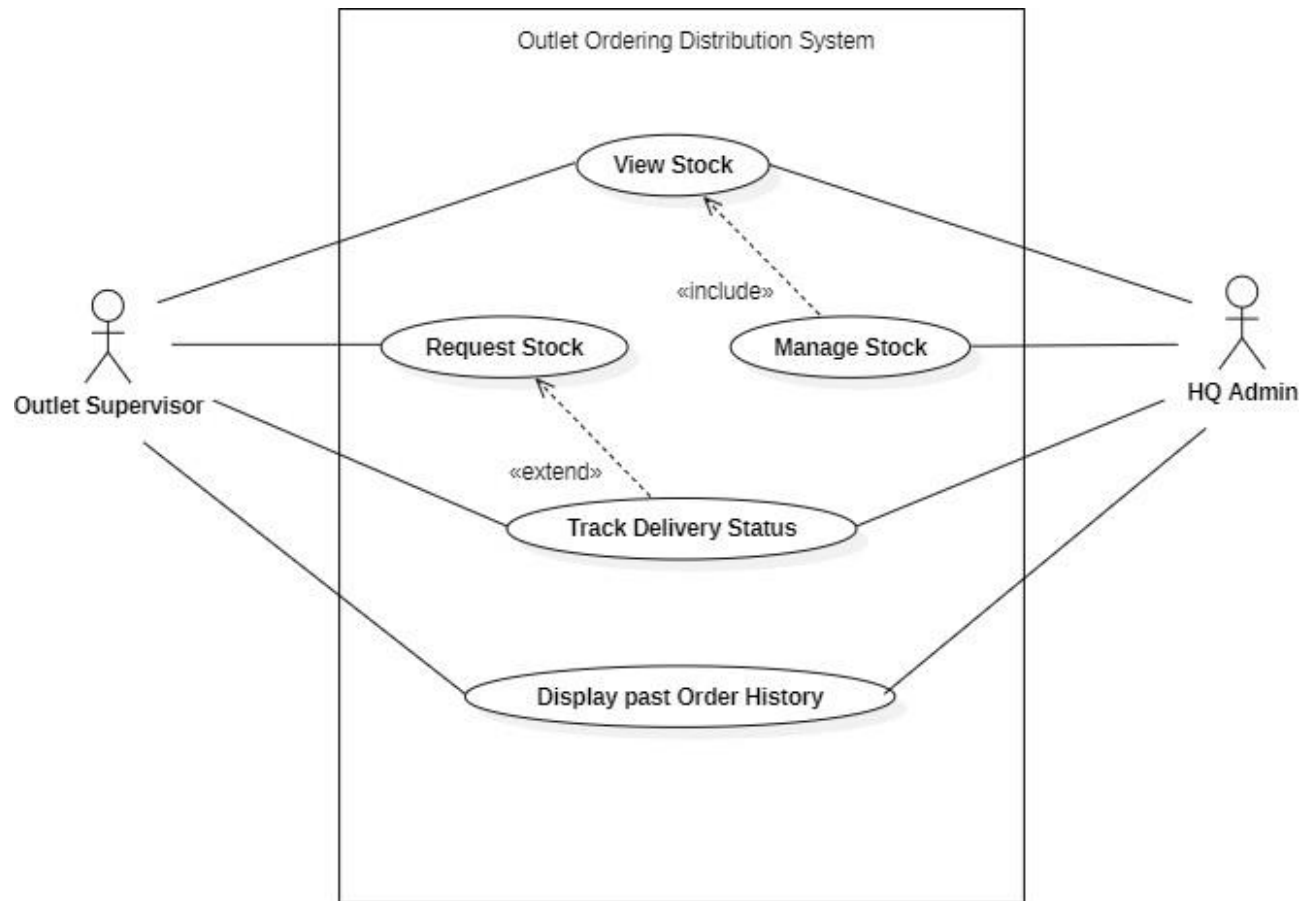 Outlet Ordering Distribution System
View Stock
«include»
Request Stock
Manage Stock
Outlet Supervisor
HQ Admin
«extend»
Track Delivery Status
Display past Order History